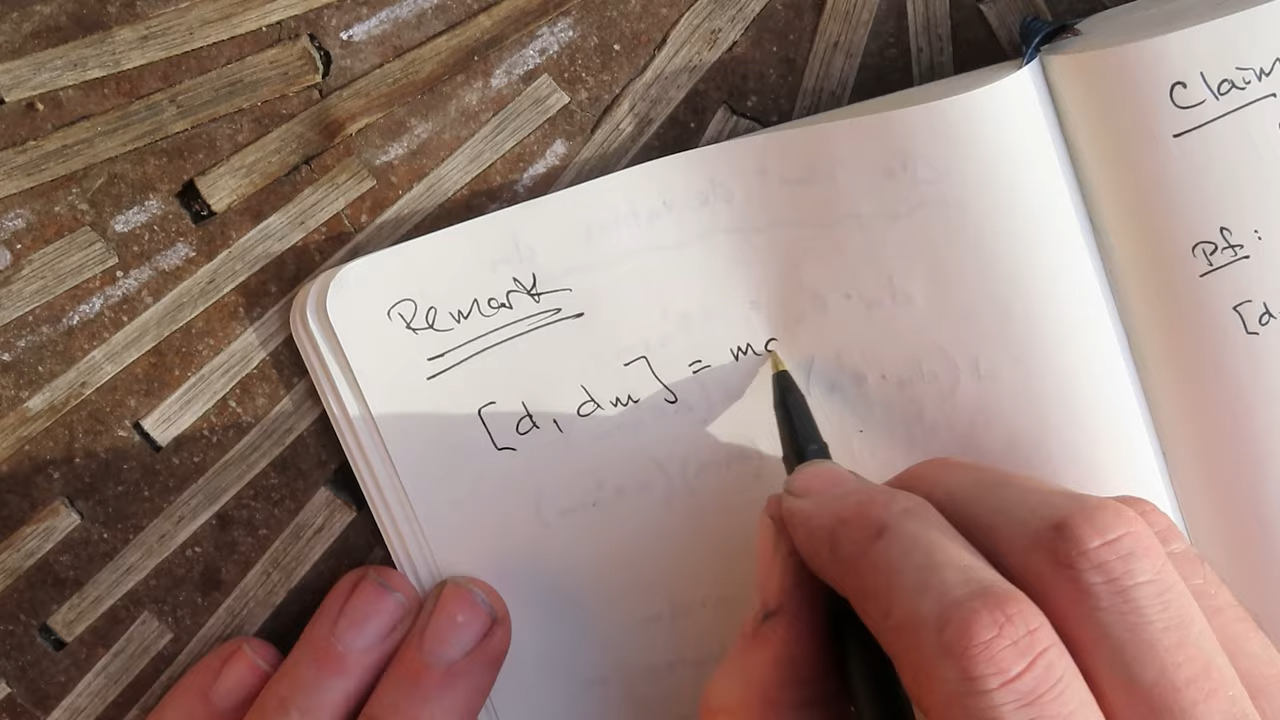 Remark
[d, dm] = m
Claim
Pf:
[d